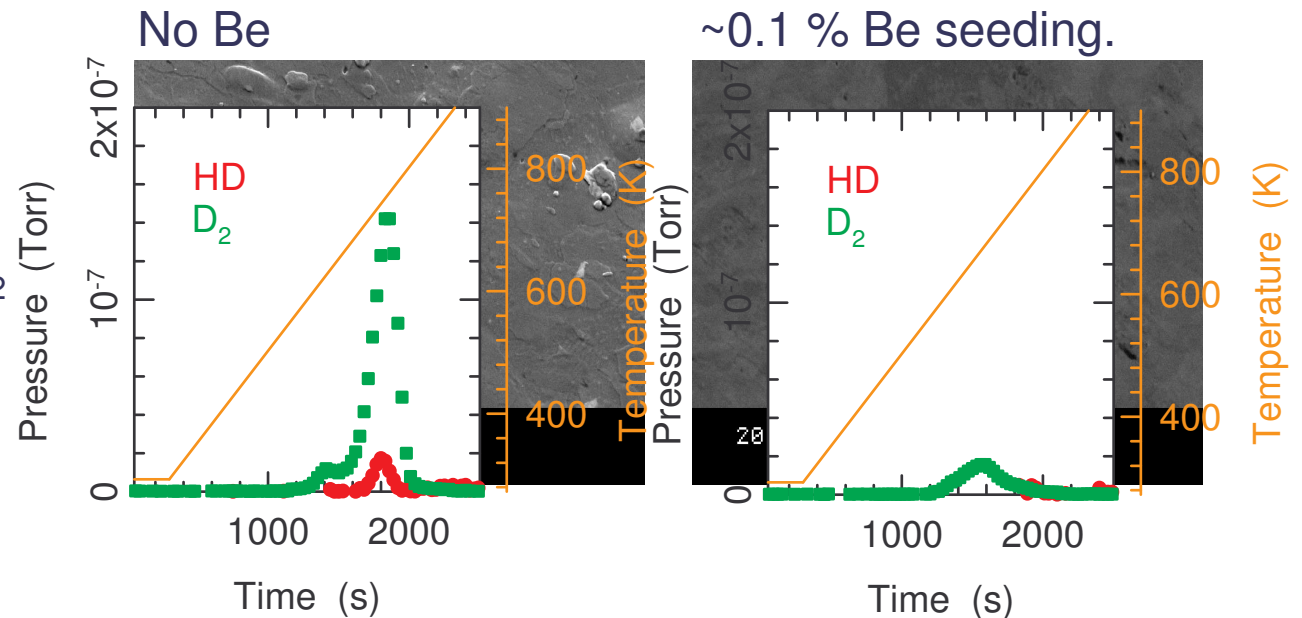 No Be
~0.1 % Be seeding.
Pressure (Torr)
2x10-7
10-7
0
HD
D2
1000
2000
Time (s)
800
600
400
Temperature (K)
Pressure (Torr)
2x10-7
10-7
0
HD
D2
20
1000
2000
Time (s)
800
600
400
Temperature (K)